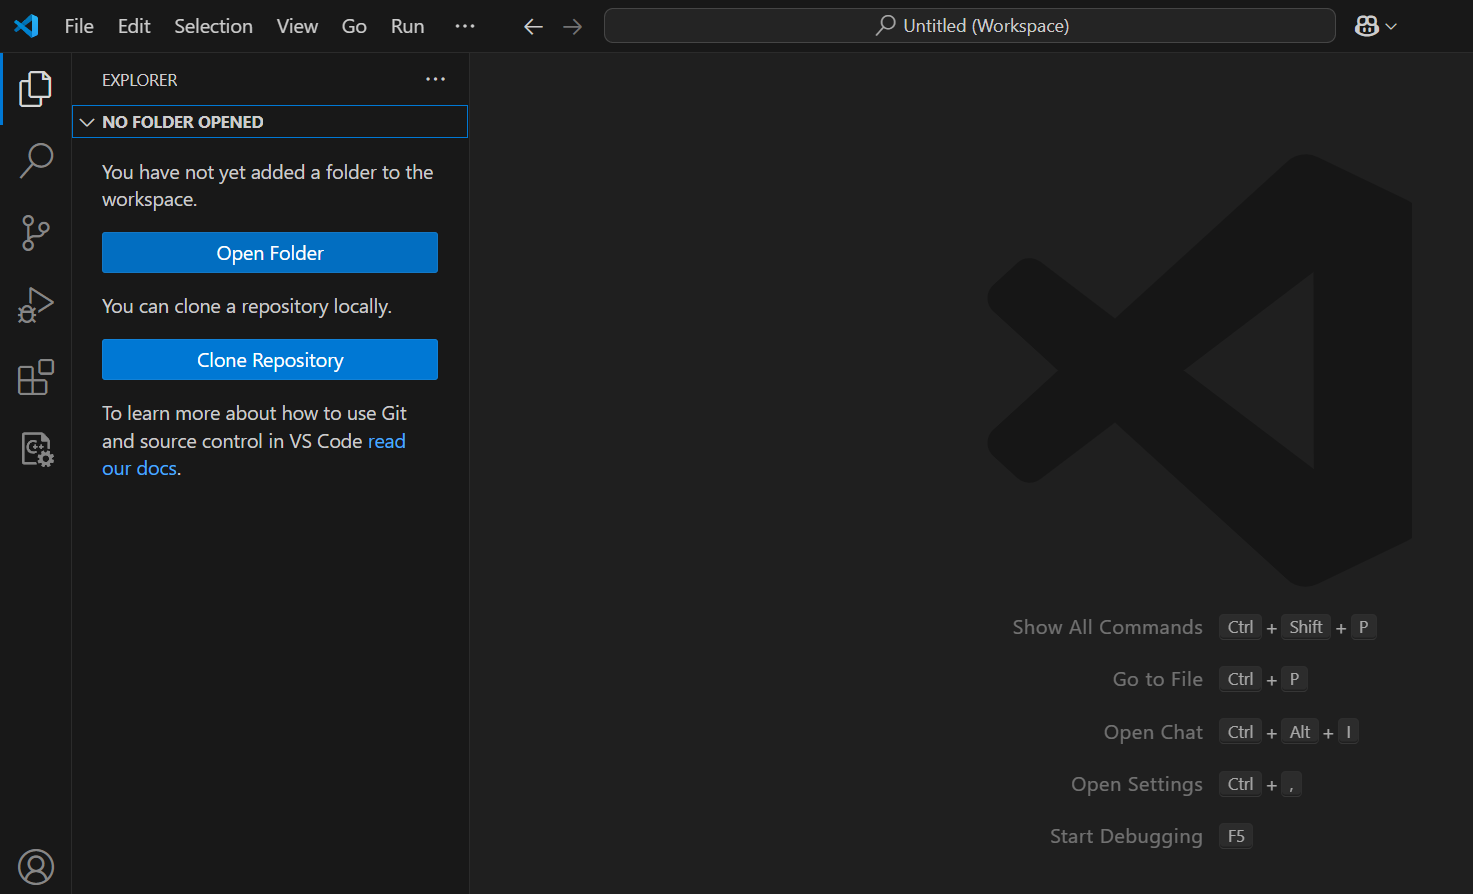 File Edit Selection View Go Run ...
Untitled (Workspace)
EXPLORER
NO FOLDER OPENED
You have not yet added a folder to the
workspace.
Open Folder
You can clone a repository locally.
Clone Repository
To learn more about how to use Git
and source control in VS Code read
our docs.
Show All Commands Ctrl + Shift + P
Go to File Ctrl + P
Open Chat Ctrl + Alt + I
Open Settings Ctrl + ,
Start Debugging F5